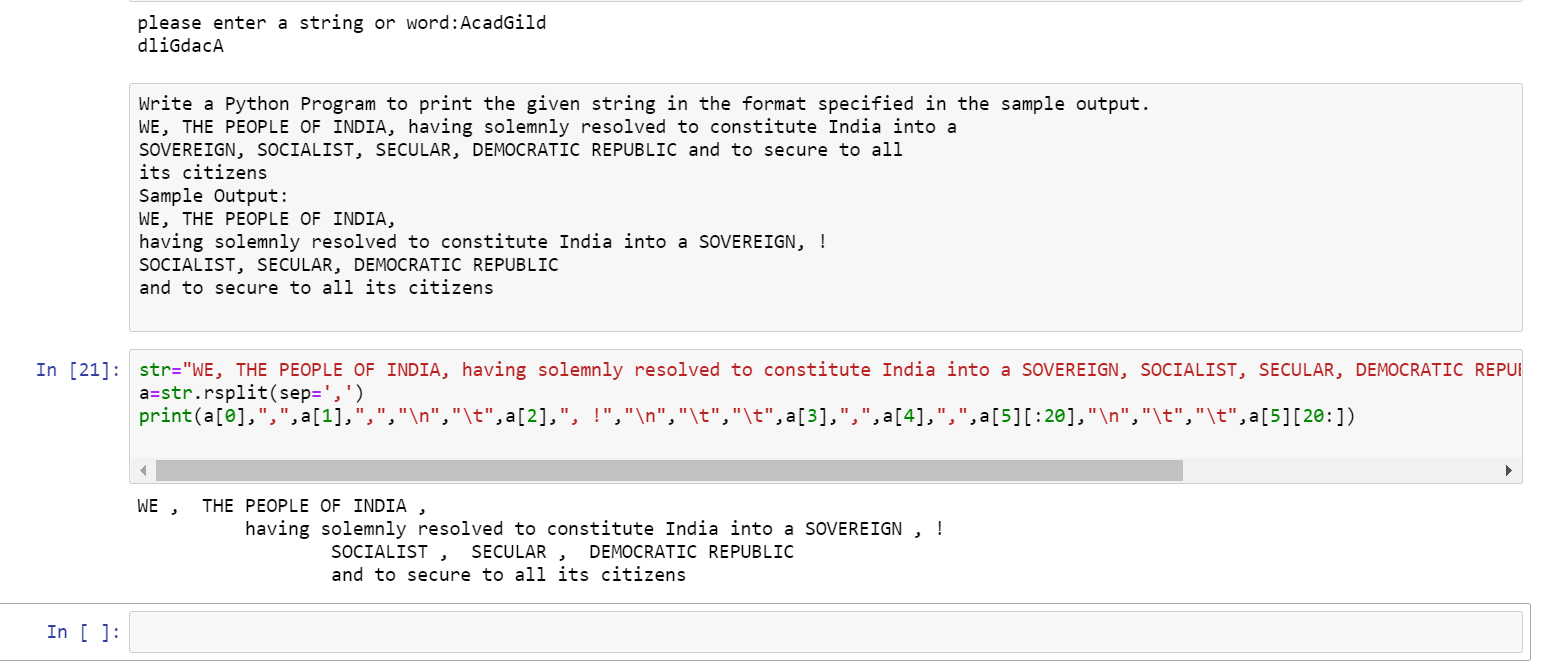 please enter a string or word:AcadGild
dliGdacA
Write a Python Program to print the given string in the format specified in the sample output.
WE, THE PEOPLE OF INDIA, having solemnly resolved to constitute India into a
SOVEREIGN, SOCIALIST, SECULAR, DEMOCRATIC REPUBLIC and to secure to all
its citizens
Sample Output:
WE, THE PEOPLE OF INDIA,
having solemnly resolved to constitute India into a SOVEREIGN, !
SOCIALIST, SECULAR, DEMOCRATIC REPUBLIC
and to secure to all its citizens
In [21]: str="WE, THE PEOPLE OF INDIA, having solemnly resolved to constitute India into a SOVEREIGN, SOCIALIST, SECULAR, DEMOCRATIC
a=str.rsplit(sep=',')
print(a[0],",",a[1],",","\n","\t",a[2],", !","\n","\t","\t",a[3],",",a[4],",",a[5][:20],"\n","\t","\t",a[5][20:])
WE ,  THE PEOPLE OF INDIA ,
having solemnly resolved to constitute India into a SOVEREIGN , !
SOCIALIST ,  SECULAR ,  DEMOCRATIC REPUBLIC
and to secure to all its citizens
In [ ]: